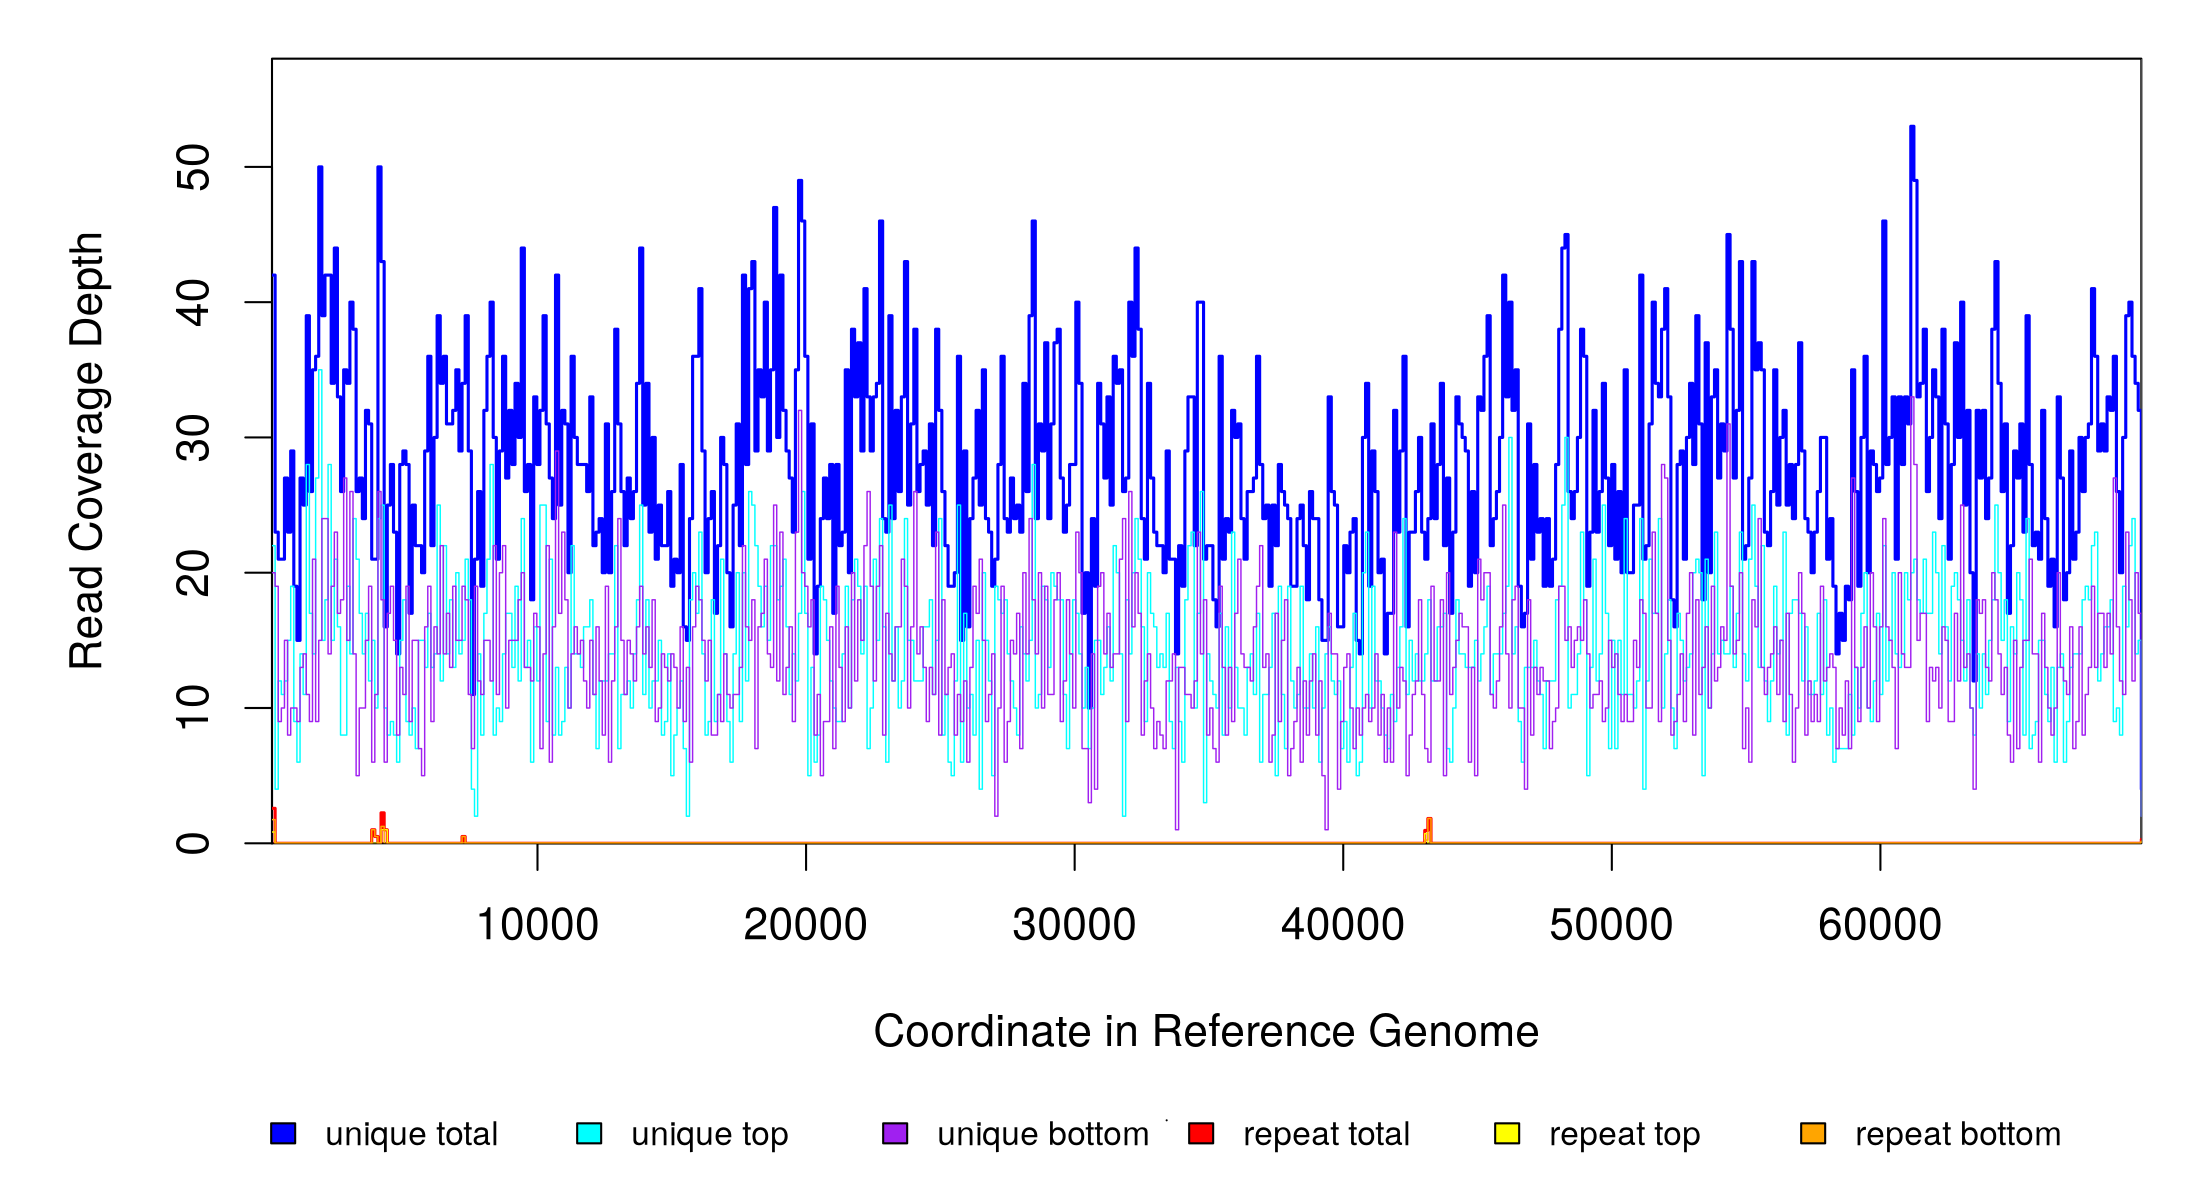 Read Coverage Depth
50
40
30
20
10
0
10000 20000 30000 40000 50000 60000
Coordinate in Reference Genome
unique total unique top unique bottom repeat total repeat top repeat bottom